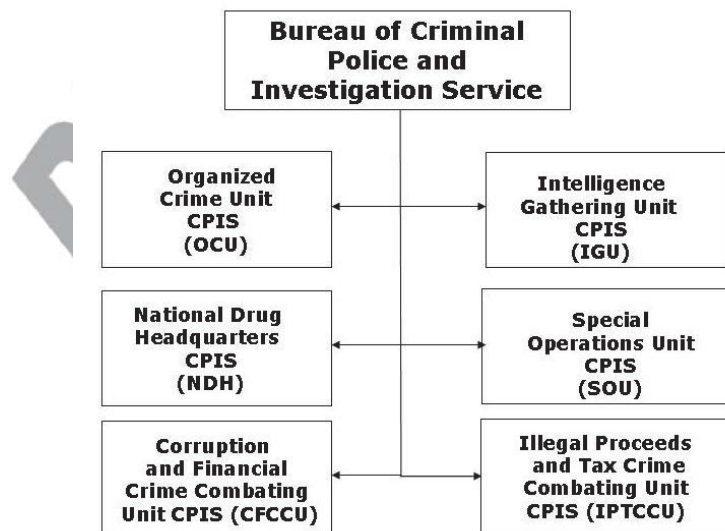 Bureau of Criminal
Police and
Investigation Service
Organized
Crime Unit
CPIS
(OCU)
Intelligence
Gathering Unit
CPIS
(IGU)
National Drug
Headquarters
CPIS
(NDH)
Special
Operations Unit
CPIS
(SOU)
Corruption
and Financial
Crime Combating
Unit CPIS (CFCCU)
Illegal Proceeds
and Tax Crime
Combating Unit
CPIS (IPTCCU)